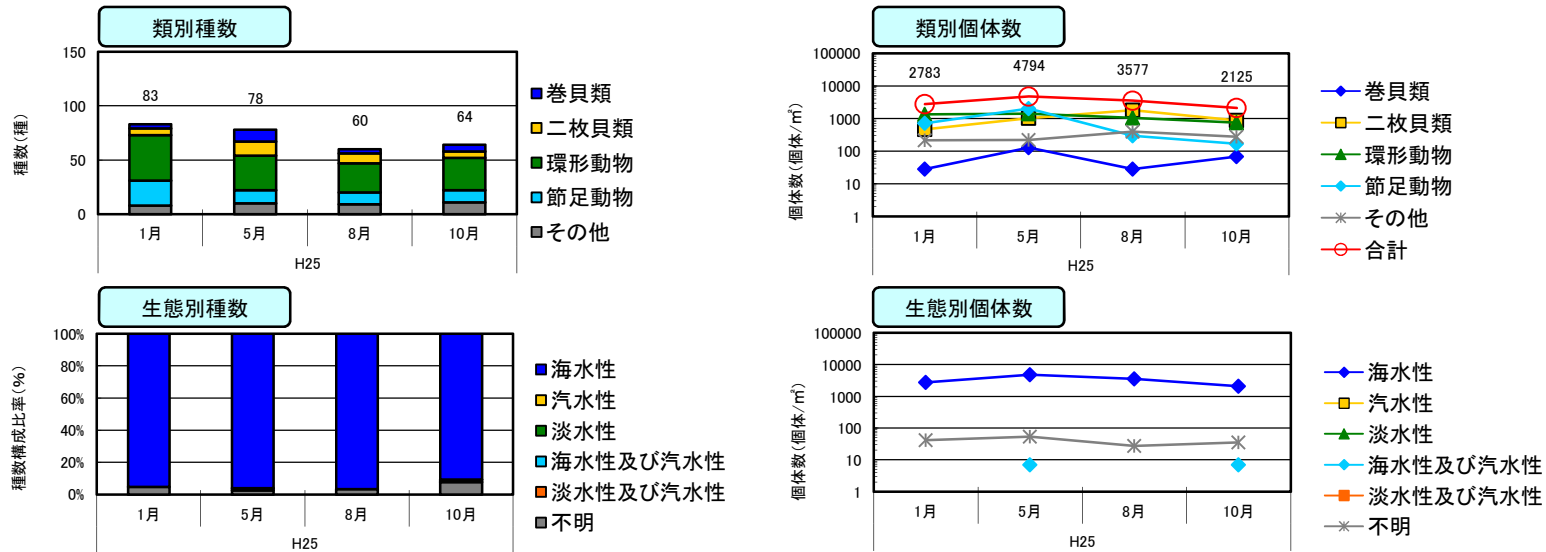 類別種数
種数(種)
150
100
50
0
83
78
60
64
1月
5月
8月
10月
H25
巻貝類
二枚貝類
環形動物
節足動物
その他
類別個体数
個体数(個体/㎡)
100000
10000
1000
100
10
1
2783
4794
3577
2125
1月
5月
8月
10月
H25
巻貝類
二枚貝類
環形動物
節足動物
その他
合計
生態別種数
種数構成比率(%)
100%
80%
60%
40%
20%
0%
1月
5月
8月
10月
H25
海水性
汽水性
淡水性
海水性及び汽水性
淡水性及び汽水性
不明
生態別個体数
個体数(個体/㎡)
100000
10000
1000
100
10
1
1月
5月
8月
10月
H25
海水性
汽水性
淡水性
海水性及び汽水性
淡水性及び汽水性
不明